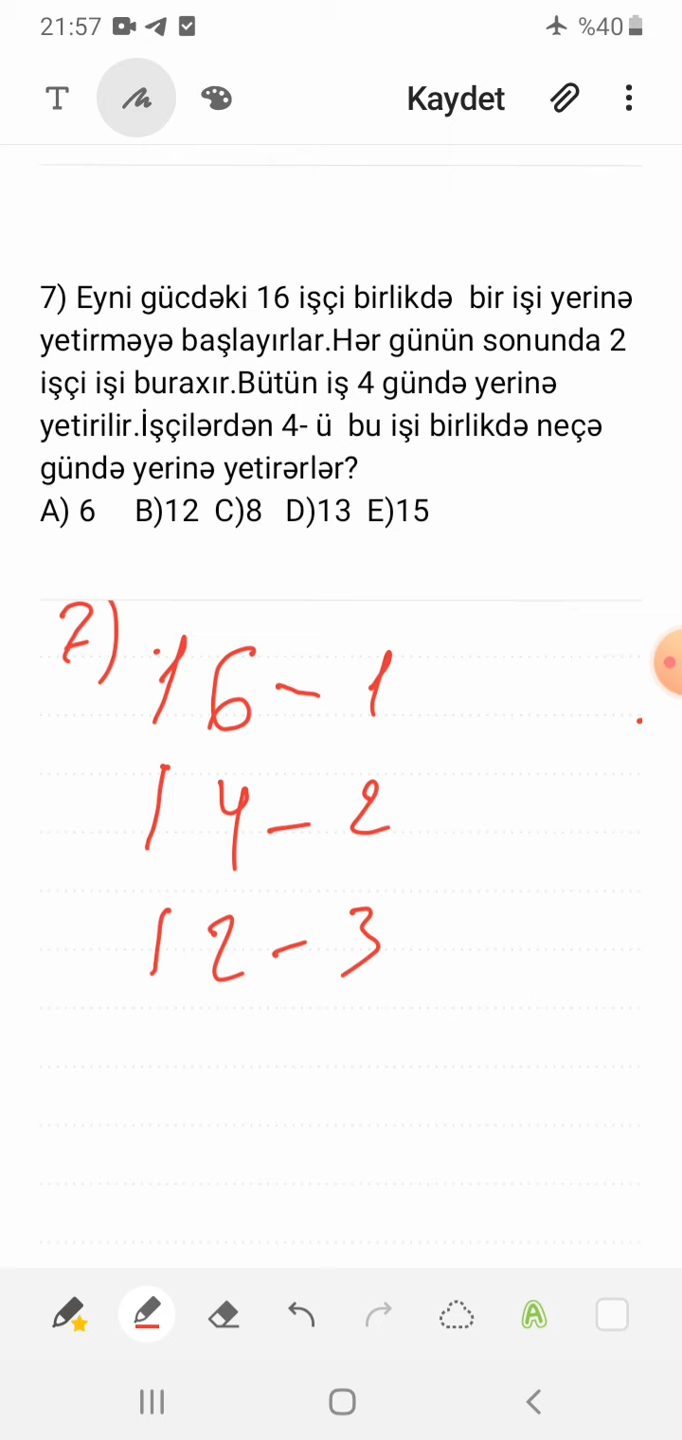 21:57 %40
T Kaydet
7) Eyni gücdəki 16 işçi birlikdə bir işi yerinə
yetirməyə başlayırlar.Hər günün sonunda 2
işçi işi buraxır.Bütün iş 4 gündə yerinə
yetirilir.İşçilərdən 4- ü bu işi birlikdə neçə
gündə yerinə yetirərlər?
A) 6 B)12 C)8 D)13 E)15
7)
16 - 1
14 - 2
12 - 3
A